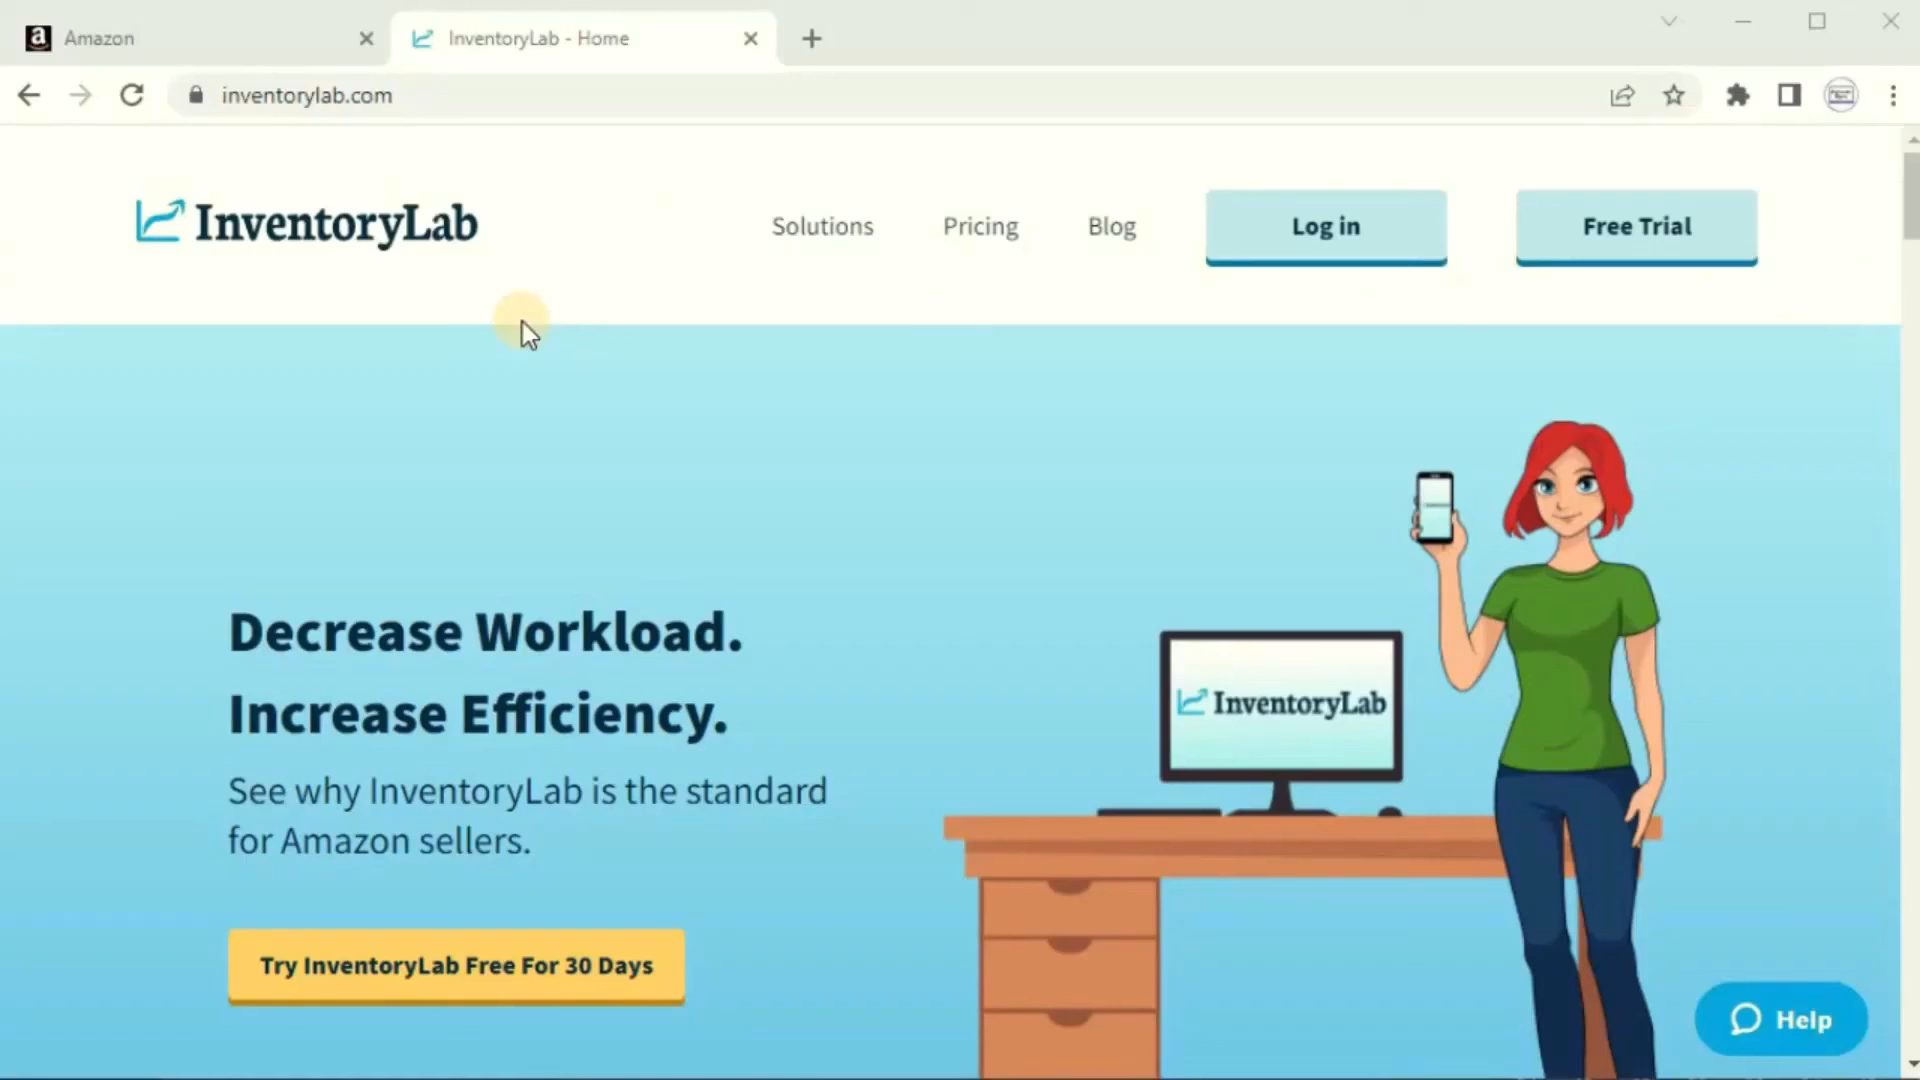 Amazon
InventoryLab - Home
inventorylab.com
InventoryLab
Solutions
Pricing
Blog
Log in
Free Trial
Decrease Workload.
Increase Efficiency.
See why InventoryLab is the standard
for Amazon sellers.
Try InventoryLab Free For 30 Days
InventoryLab
Help